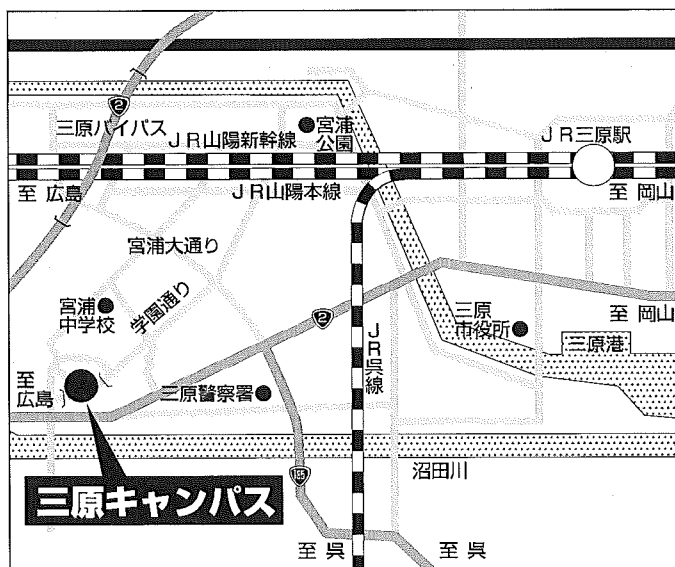 2
三原バイパス
JR山陽新幹線
宮浦
公園
JR三原駅
至 広島
JR山陽本線
至 岡山
宮浦大通り
宮浦
中学校
学園通り
2
JR呉線
三原
市役所
至 岡山
三原港
至
広島
三原警察署
沼田川
185
三原キャンパス
至 呉
至 呉